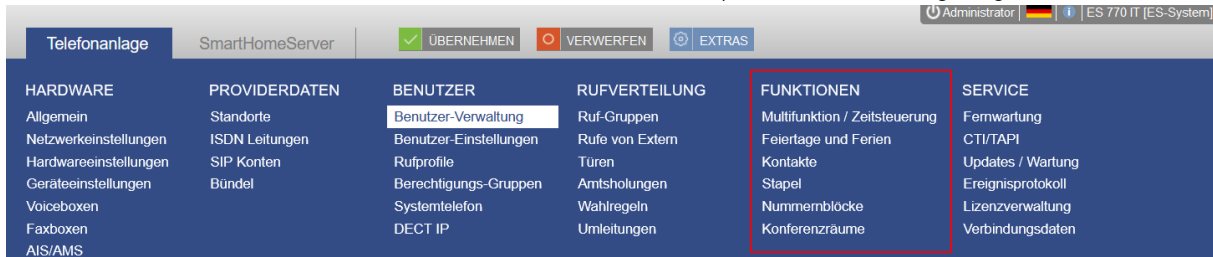 Administrator ES 770 IT [ES-System]
Telefonanlage SmartHomeServer ÜBERNEHMEN VERWERFEN EXTRAS
HARDWARE PROVIDERDATEN BENUTZER RUFVERTEILUNG FUNKTIONEN SERVICE
Allgemein Standorte Benutzer-Verwaltung Ruf-Gruppen Multifunktion / Zeitsteuerung Fernwartung
Netzwerkeinstellungen ISDN Leitungen Benutzer-Einstellungen Rufe von Extern Feiertage und Ferien CTI/TAPI
Hardwareeinstellungen SIP Konten Rufprofile Türen Kontakte Updates / Wartung
Geräteeinstellungen Bündel Berechtigungs-Gruppen Amtsholungen Stapel Ereignisprotokoll
Voiceboxen Systemtelefon Wahlregeln Nummernblöcke Lizenzverwaltung
Faxboxen DECT IP Umleitungen Konferenzräume Verbindungsdaten
AIS/AMS